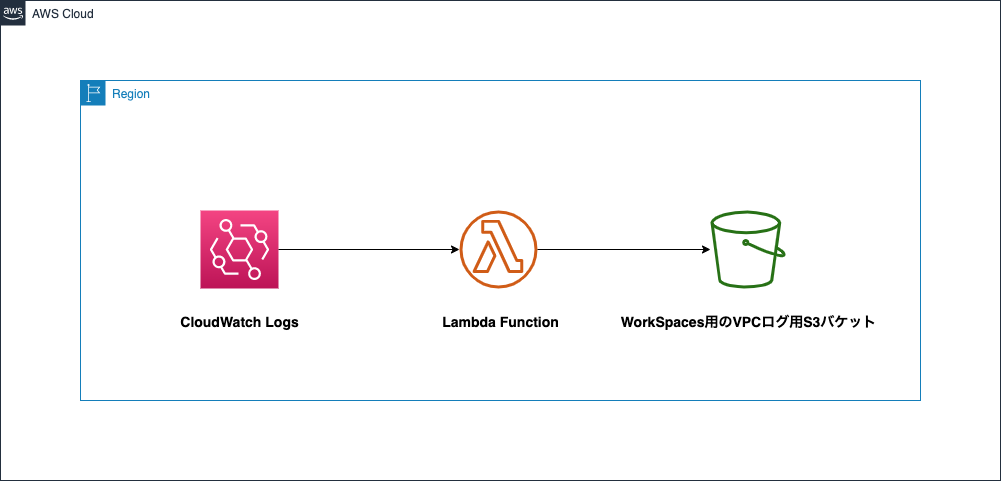 aws
AWS Cloud
Region
CloudWatch Logs
Lambda Function
WorkSpaces用のVPCログ用S3バケット